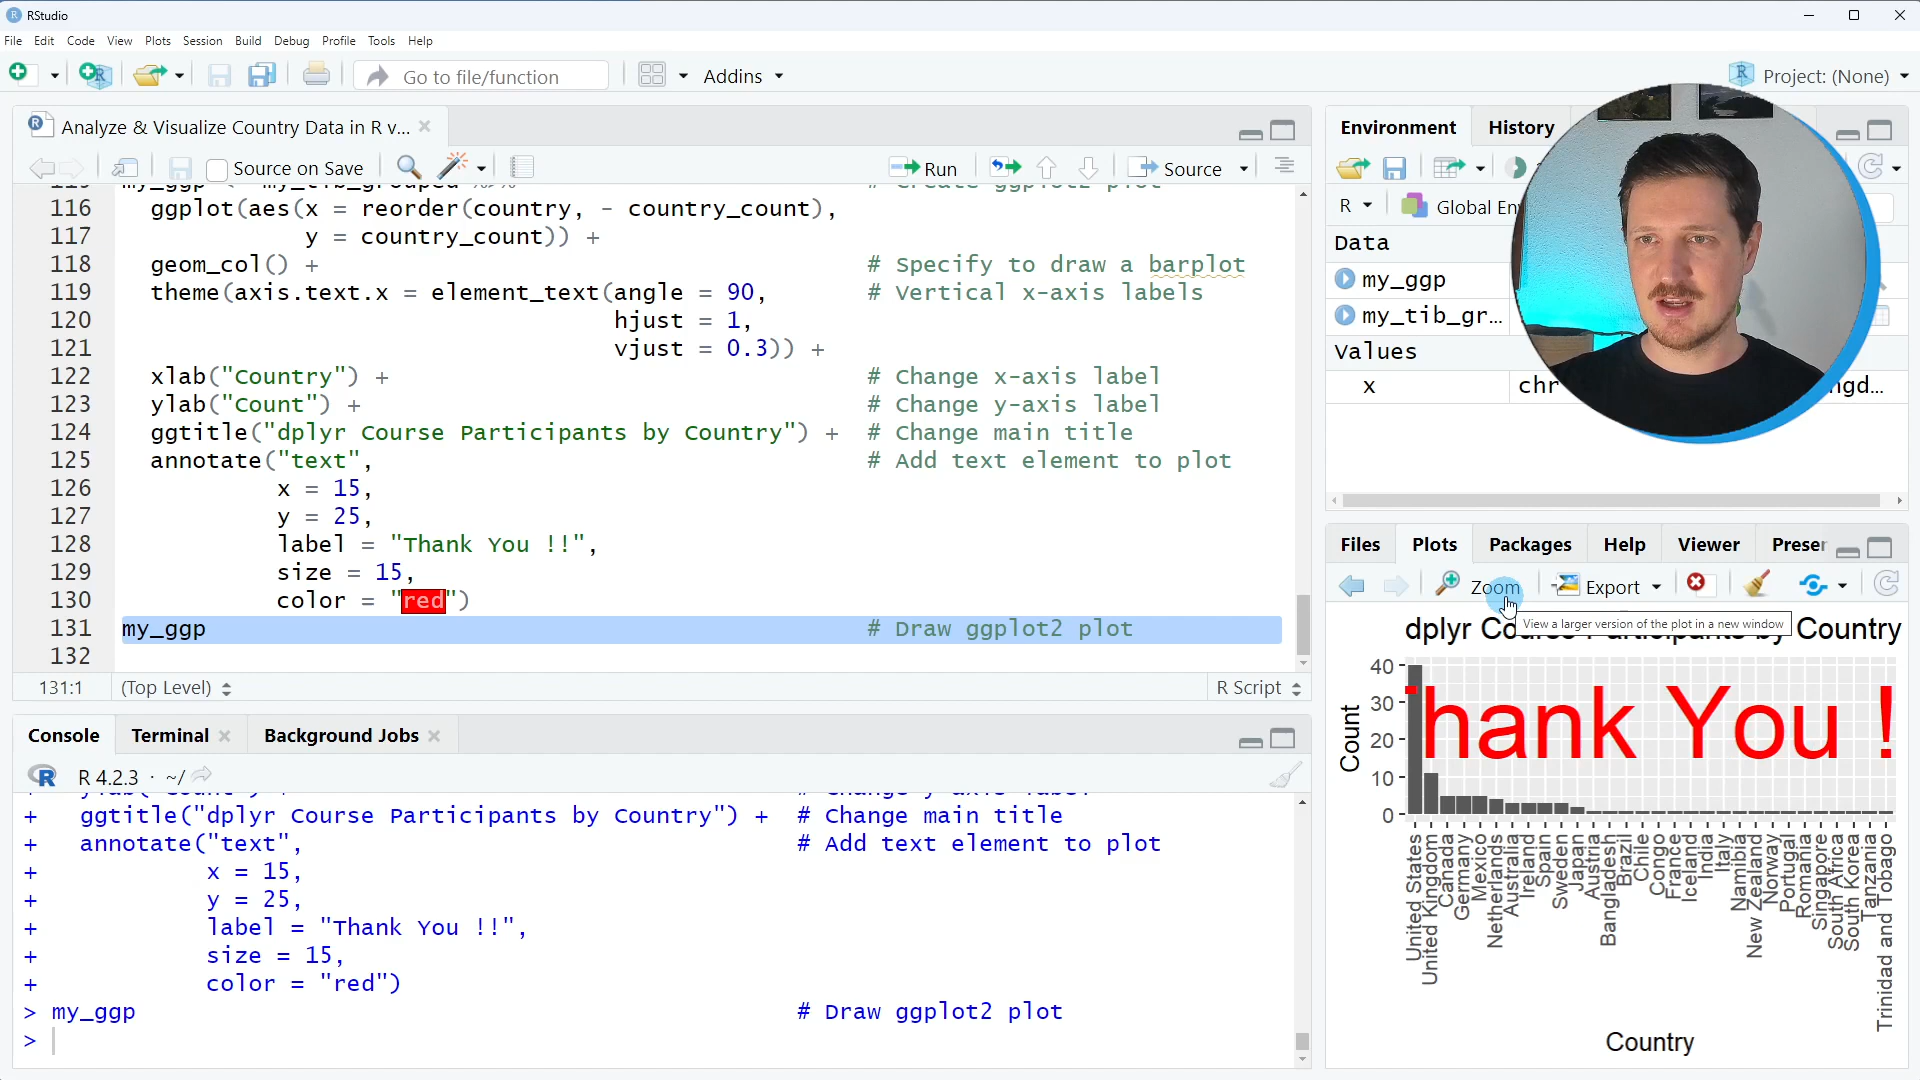 RStudio
File Edit Code View Plots Session Build Debug Profile Tools Help
Go to file/function
Addins
Project: (None)
Analyze & Visualize Country Data in R v...
Source on Save
Run
Source
116 ggplot(aes(x = reorder(country, - country_count),
117 y = country_count)) +
118 geom_col() + # Specify to draw a barplot
119 theme(axis.text.x = element_text(angle = 90, # Vertical x-axis labels
120 hjust = 1,
121 vjust = 0.3)) +
122 xlab("Country") + # Change x-axis label
123 ylab("Count") + # Change y-axis label
124 ggtitle("dplyr Course Participants by Country") + # Change main title
125 annotate("text", # Add text element to plot
126 x = 15,
127 y = 25,
128 label = "Thank You !!",
129 size = 15,
130 color = "red")
131 my_ggp # Draw ggplot2 plot
132
131:1 (Top Level) R Script
Console Terminal Background Jobs
R 4.2.3 · ~/
+ ggtitle("dplyr Course Participants by Country") + # Change main title
+ annotate("text", # Add text element to plot
+ x = 15,
+ y = 25,
+ label = "Thank You !!",
+ size = 15,
+ color = "red")
> my_ggp # Draw ggplot2 plot
>
Environment History
R Global En
Data
my_ggp
my_tib_gr...
Values
x chr ngd...
Files Plots Packages Help Viewer Preser
Zoom Export
View a larger version of the plot in a new window
dplyr Course Participants by Country
Thank You !
Count
40
30
20
10
0
United States
United Kingdom
Canada
Germany
Mexico
Netherlands
Australia
Ireland
Spain
Sweden
Japan
Austria
Bangladesh
Brazil
Chile
Congo
France
Iceland
India
Italy
Namibia
New Zealand
Norway
Portugal
Romania
Singapore
South Africa
South Korea
Tanzania
Trinidad and Tobago
Country